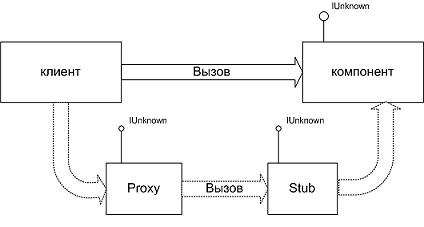 IUnknown
клиент
Вызов
компонент
IUnknown
IUnknown
Proxy
Вызов
Stub